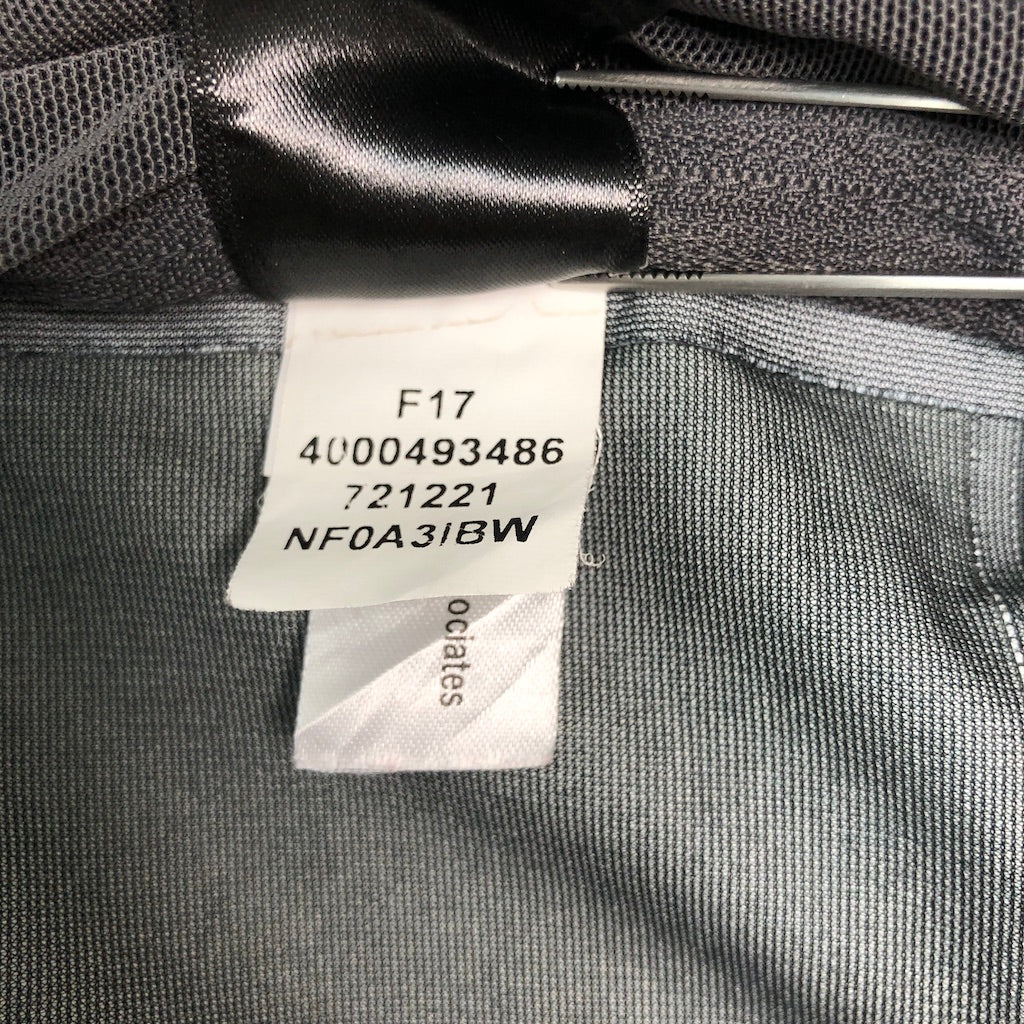 F17
4000493486
721221
NF0A3IBW
ociates